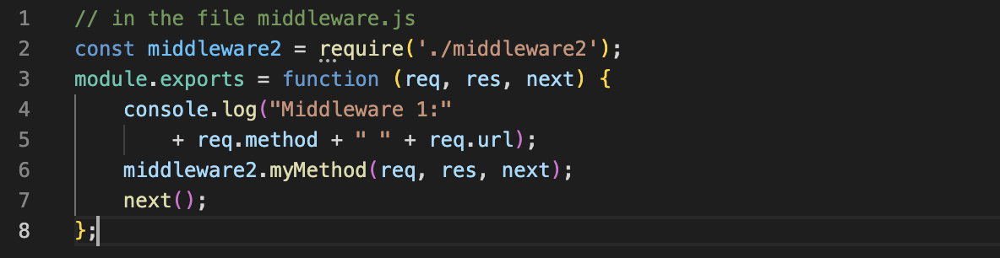 1 // in the file middleware.js
2 const middleware2 = require('./middleware2');
3 module.exports = function (req, res, next) {
4     console.log("Middleware 1:"
5         + req.method + " " + req.url);
6     middleware2.myMethod(req, res, next);
7     next();
8 };